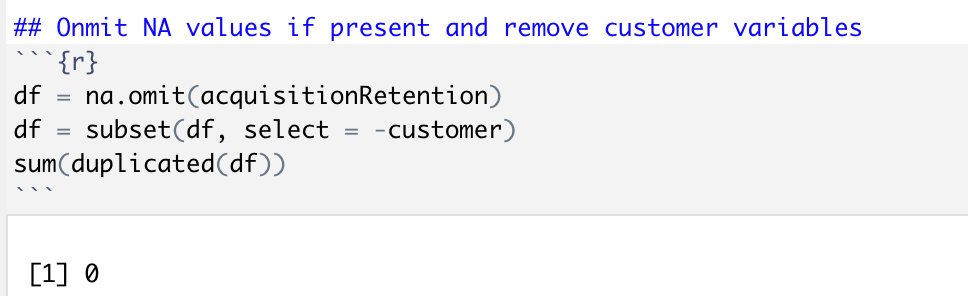 ## Onmit NA values if present and remove customer variables
```{r}
df = na.omit(acquisitionRetention)
df = subset(df, select = -customer)
sum(duplicated(df))
```
[1] 0